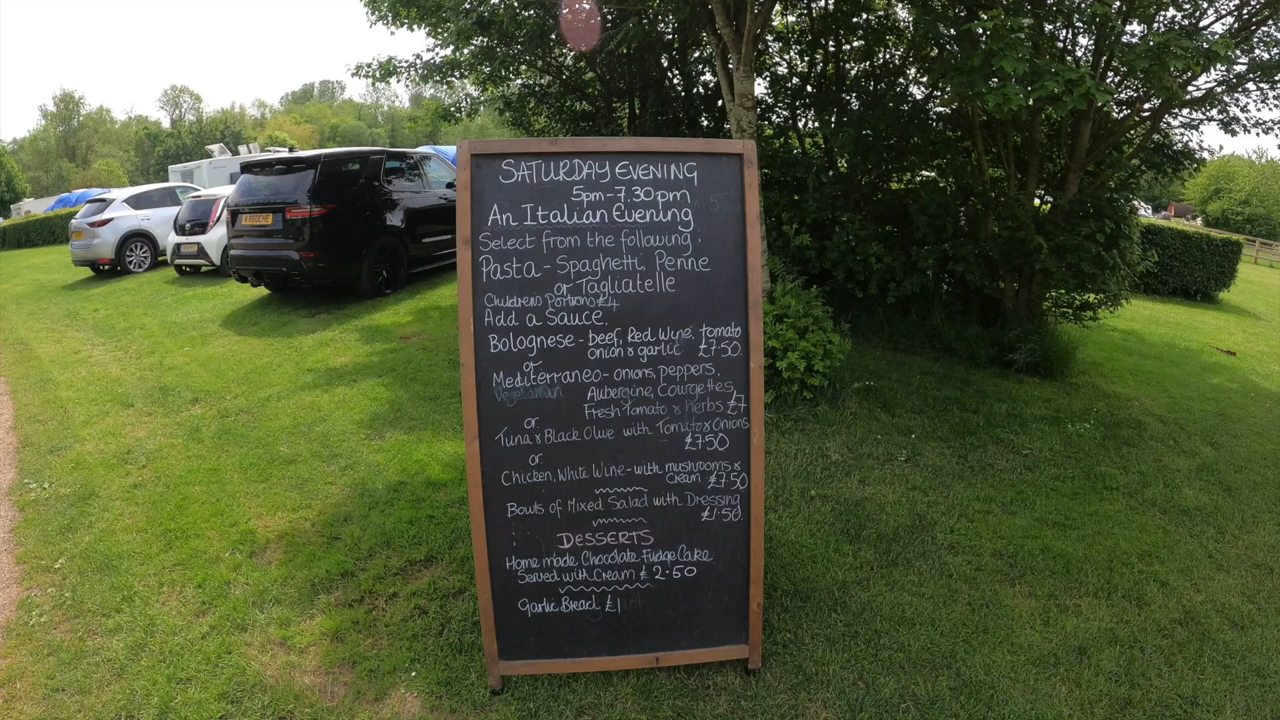 SATURDAY EVENING
5pm-7.30pm
An Italian Evening
Select from the following:
Pasta - Spaghetti, Penne
or Tagliatelle
Children's Portions £4
Add a Sauce.
Bolognese - beef, Red Wine, tomato
onion & garlic £7.50.
or
Mediterraneo - onions, peppers,
Vegetarian Aubergine, Courgettes,
Fresh Tomato & herbs £7
or.
Tuna & Black Olive with Tomato & Onions
£7.50
or.
Chicken, White Wine - with mushrooms &
Cream £7.50
Bowls of Mixed Salad with Dressing
£1.50.
DESSERTS
Home made Chocolate Fudge Cake
Served with Cream £2.50
Garlic Bread £1